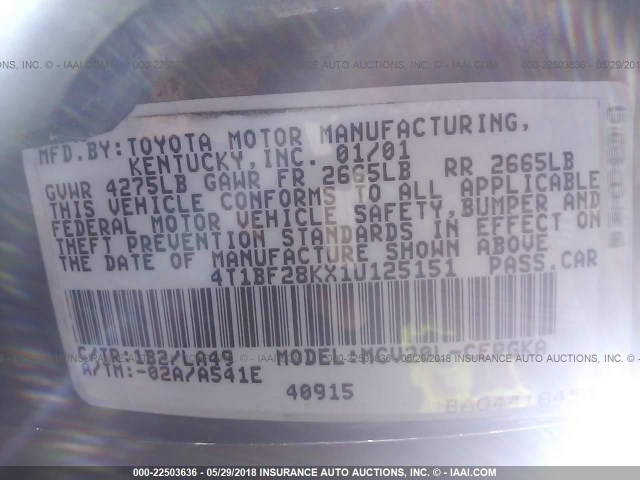 MFD.BY:TOYOTA MOTOR MANUFACTURING,
KENTUCKY,INC. 01/01
GVWR 4275LB GAWR FR 2665LB RR 2665LB
THIS VEHICLE CONFORMS TO ALL APPLICABLE
FEDERAL MOTOR VEHICLE SAFETY,BUMPER AND
THEFT PREVENTION STANDARDS IN EFFECT ON
THE DATE OF MANUFACTURE SHOWN ABOVE
4T1BF28KX1U125151 PASS.CAR
C/TR:1B2/LA49 MODEL:MCV20L-CEPGKA
A/TM:-02A/A541E
40915
000-22503636 - 05/29/2018 INSURANCE AUTO AUCTIONS, INC. - IAAI.COM